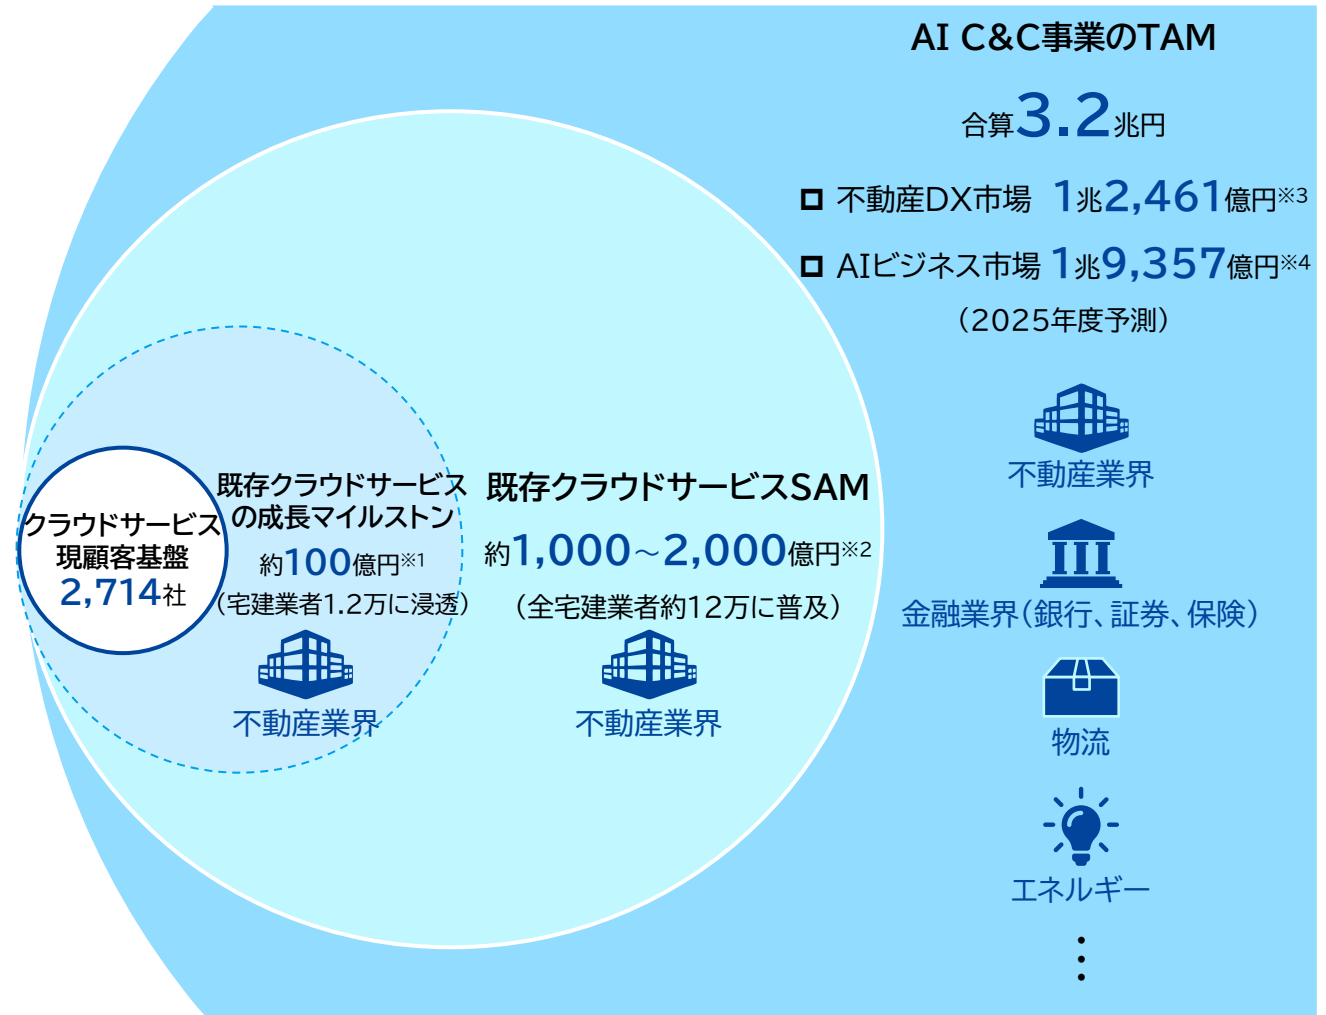 AI C&C事業のTAM
合算3.2兆円
不動産DX市場 1兆2,461億円※3
AIビジネス市場 1兆9,357億円※4
（2025年度予測）
不動産業界
金融業界（銀行、証券、保険）
物流
エネルギー
クラウドサービス
現顧客基盤
2,714社
既存クラウドサービス
の成長マイルストン
約100億円※1
（宅建業者1.2万に浸透）
不動産業界
既存クラウドサービスSAM
約1,000～2,000億円※2
（全宅建業者約12万に普及）
不動産業界